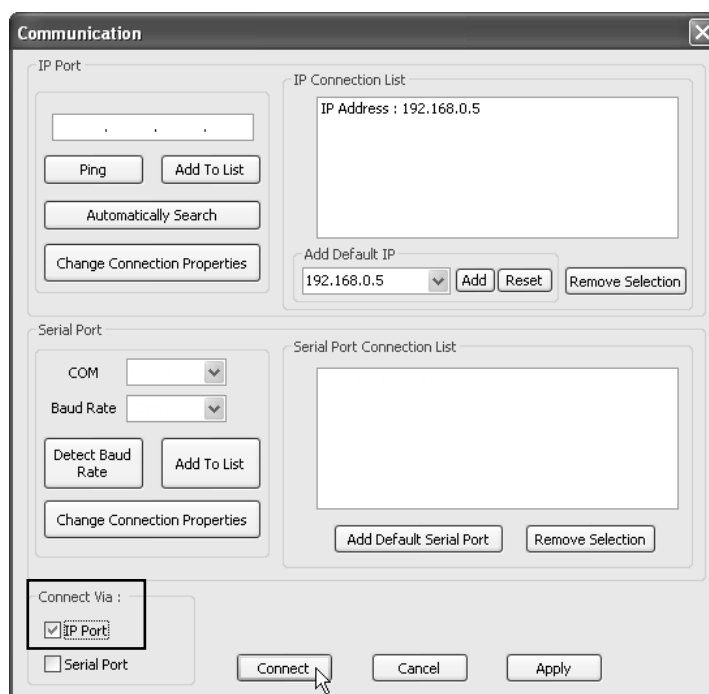 Communication
IP Port
. . .
Ping
Add To List
Automatically Search
Change Connection Properties
IP Connection List
IP Address : 192.168.0.5
Add Default IP
192.168.0.5
Add
Reset
Remove Selection
Serial Port
COM
Baud Rate
Detect Baud
Rate
Add To List
Change Connection Properties
Serial Port Connection List
Add Default Serial Port
Remove Selection
Connect Via :
IP Port
Serial Port
Connect
Cancel
Apply